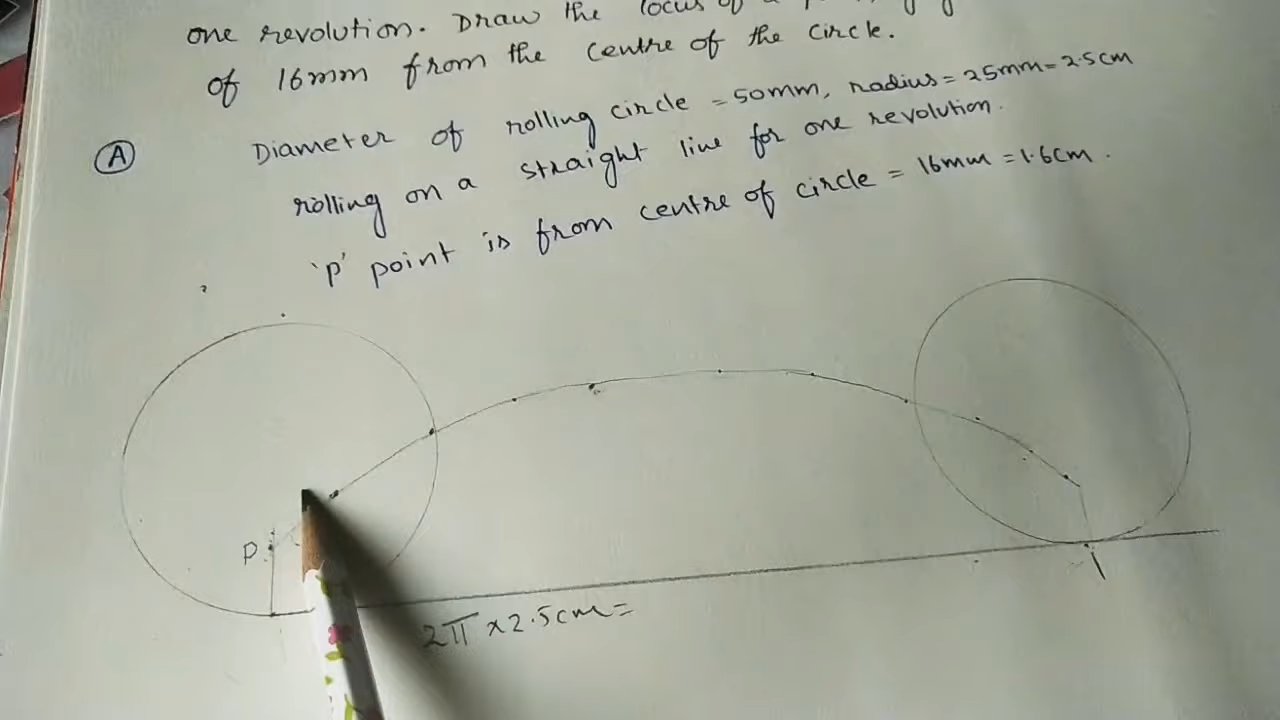 one revolution. Draw the locus of a
of 16mm from the centre of the circle.
A Diameter of rolling circle = 50mm, radius = 25mm = 2.5cm
rolling on a straight line for one revolution.
'P' point is from centre of circle = 16mm = 1.6cm.
P
2π x 2.5cm =